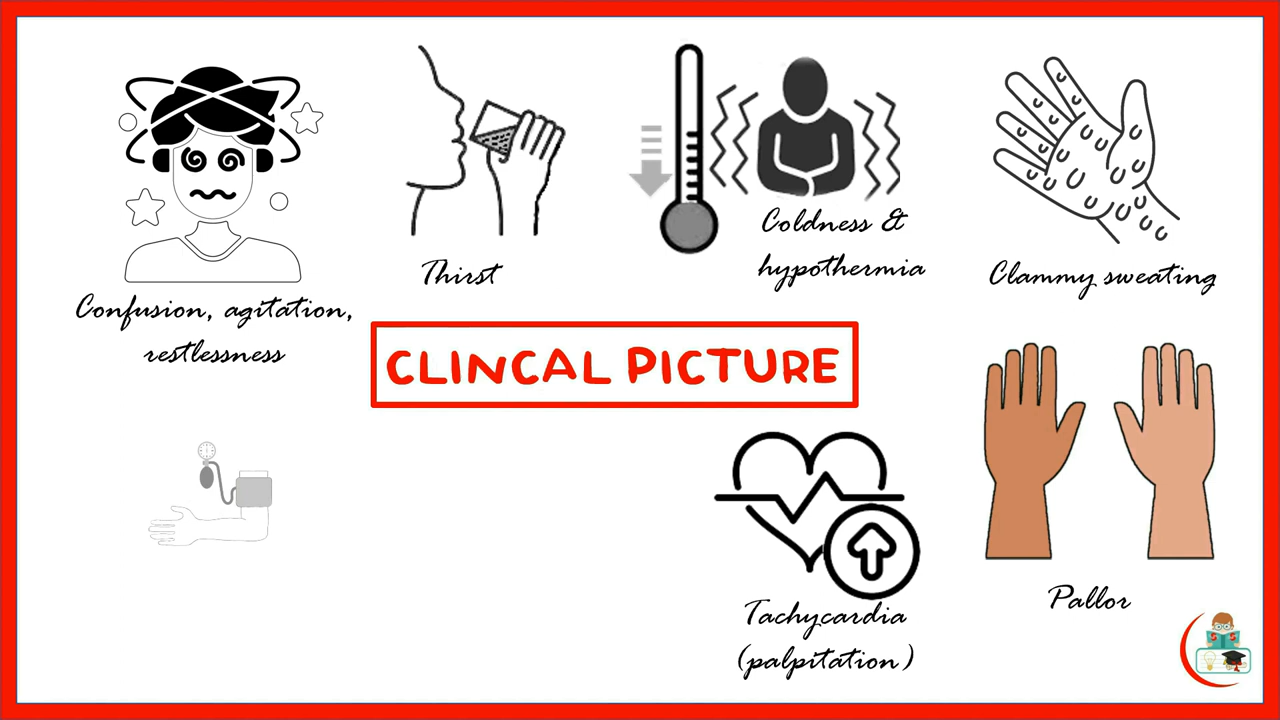 Confusion, agitation,
restlessness
Thirst
Coldness &
hypothermia
Clammy sweating
CLINCAL PICTURE
Tachycardia
(palpitation)
Pallor